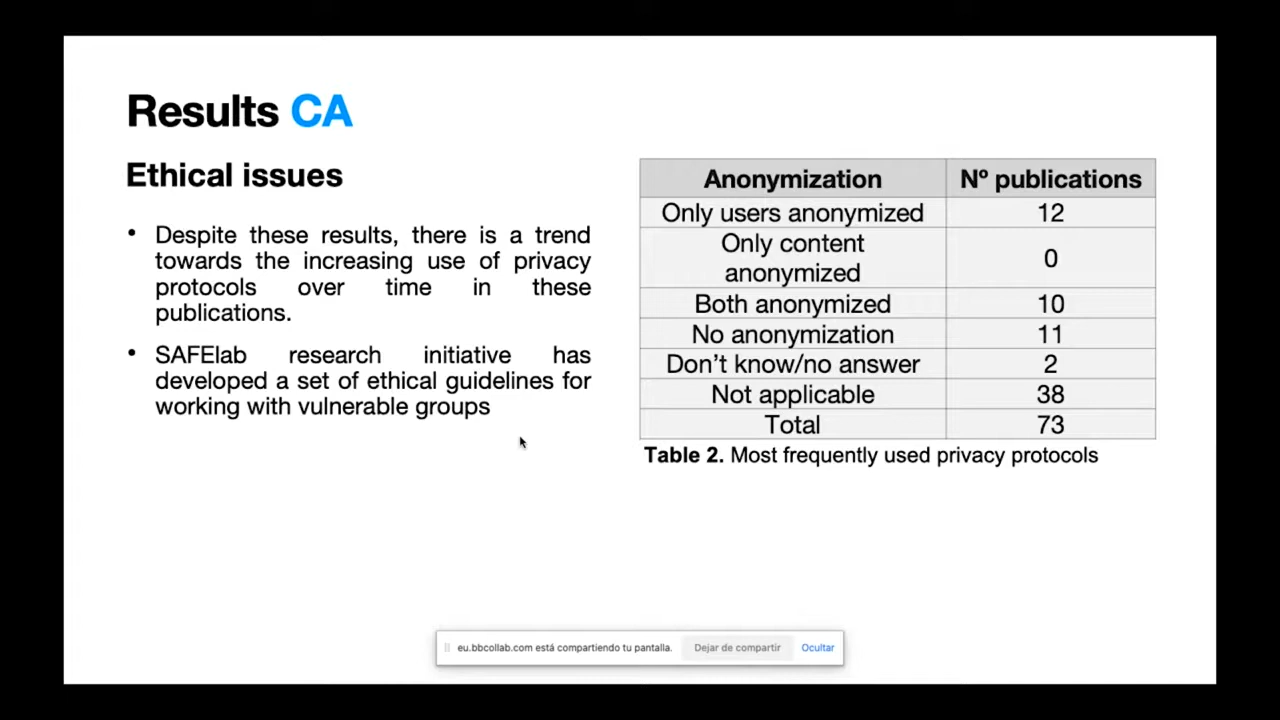 Results CA
Ethical issues
• Despite these results, there is a trend
towards the increasing use of privacy
protocols over time in these
publications.
• SAFElab research initiative has
developed a set of ethical guidelines for
working with vulnerable groups
Anonymization Nº publications
Only users anonymized 12
Only content
anonymized 0
Both anonymized 10
No anonymization 11
Don’t know/no answer 2
Not applicable 38
Total 73
Table 2. Most frequently used privacy protocols
eu.bbcollab.com está compartiendo tu pantalla. Dejar de compartir Ocultar